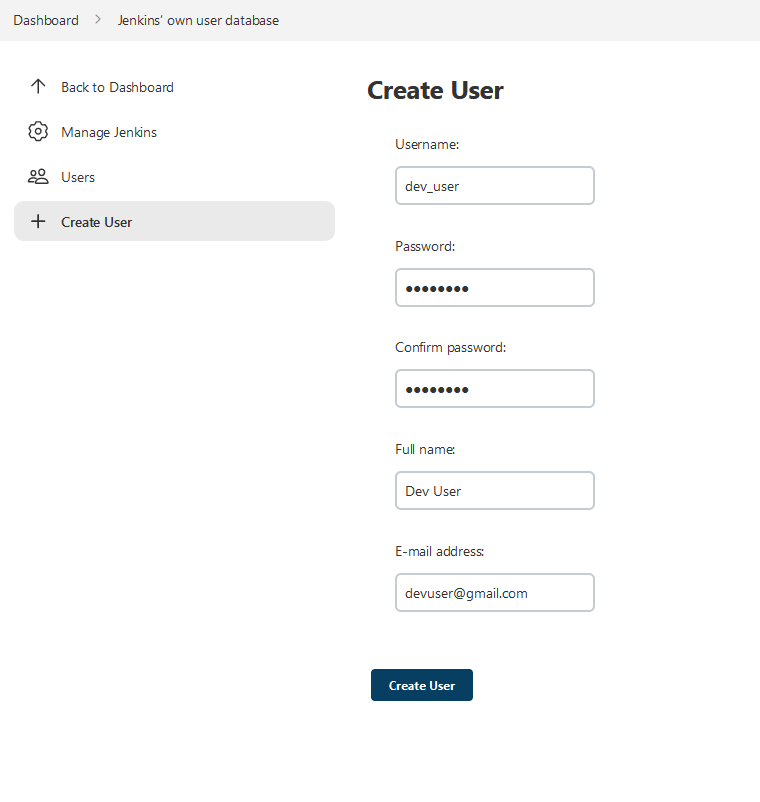 Dashboard > Jenkins’ own user database
Back to Dashboard
Manage Jenkins
Users
Create User
Create User
Username:
dev_user
Password:
••••••••
Confirm password:
••••••••
Full name:
Dev User
E-mail address:
devuser@gmail.com
Create User